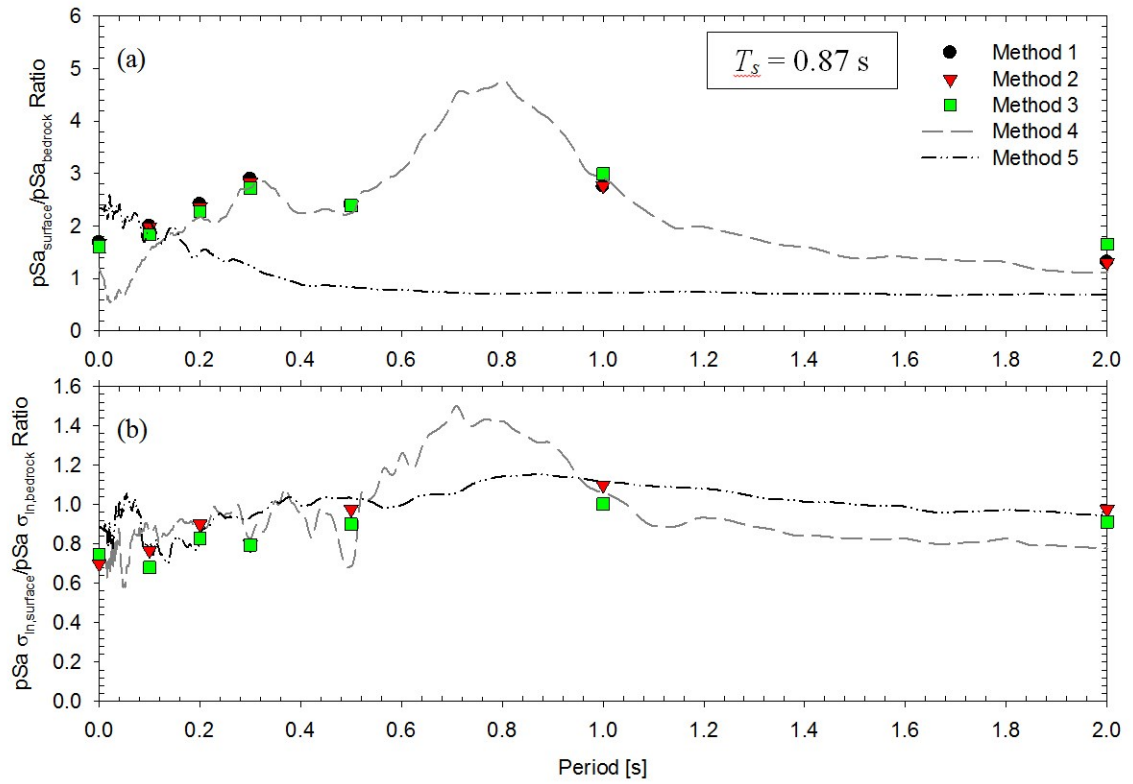 (a)
Tₛ = 0.87 s
Method 1
Method 2
Method 3
Method 4
Method 5
pSa_surface/pSa_bedrock Ratio
6
5
4
3
2
1
0
0.0 0.2 0.4 0.6 0.8 1.0 1.2 1.4 1.6 1.8 2.0
(b)
pSa σ_ln,surface/pSa σ_ln,bedrock Ratio
1.6
1.4
1.2
1.0
0.8
0.6
0.4
0.2
0.0
0.0 0.2 0.4 0.6 0.8 1.0 1.2 1.4 1.6 1.8 2.0
Period [s]